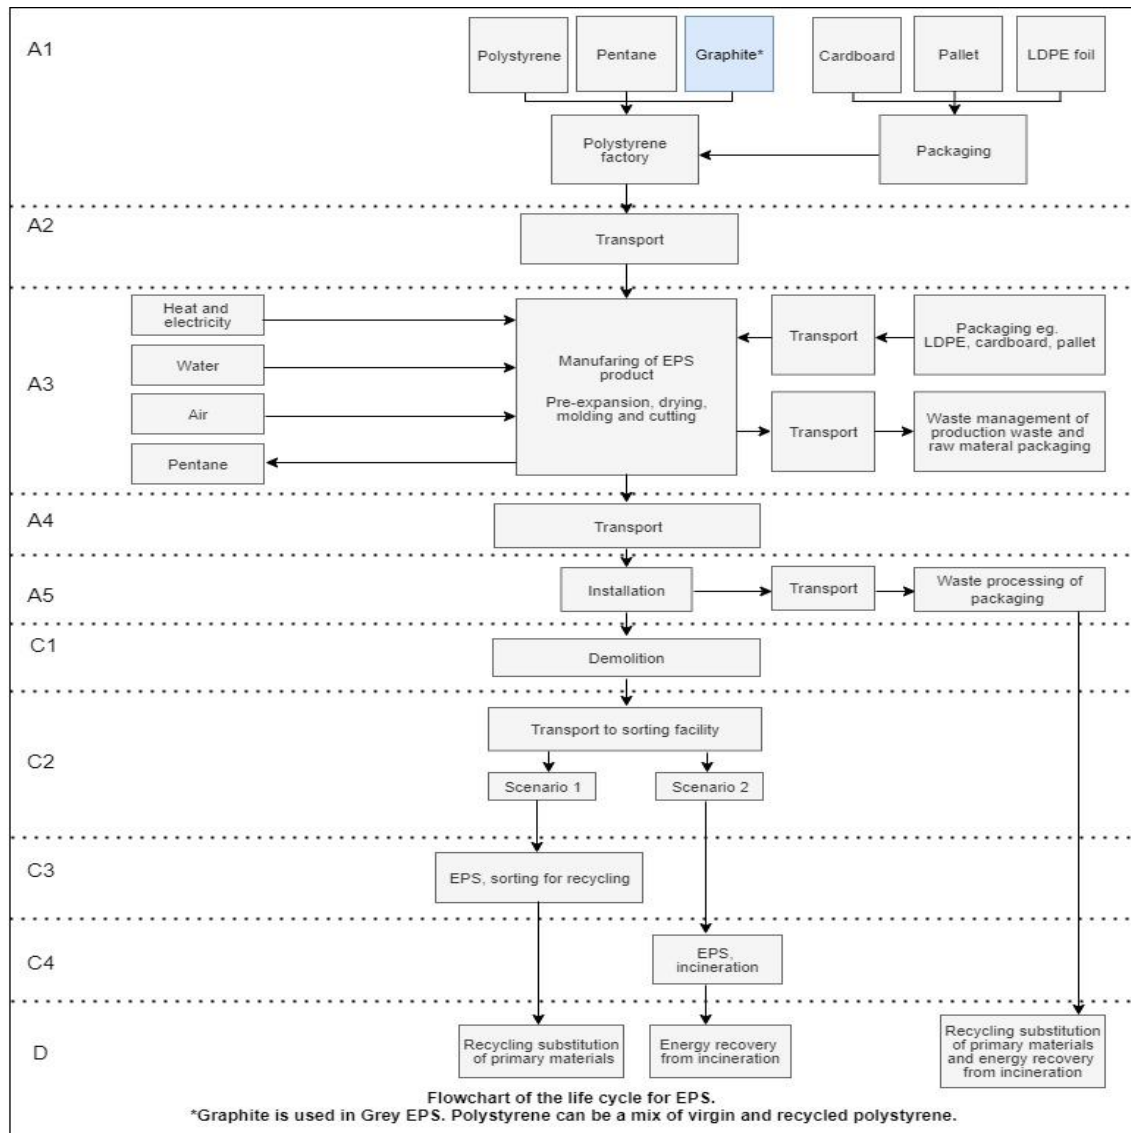 A1
Polystyrene
Pentane
Graphite*
Cardboard
Pallet
LDPE foil
Polystyrene
factory
Packaging
A2
Transport
A3
Heat and
electricity
Water
Air
Pentane
Manufaring of EPS
product
Pre-expansion, drying,
molding and cutting
Transport
Packaging eg.
LDPE, cardboard, pallet
Transport
Waste management of
production waste and
raw materal packaging
A4
Transport
A5
Installation
Transport
Waste processing of
packaging
C1
Demolition
C2
Transport to sorting facility
Scenario 1
Scenario 2
C3
EPS, sorting for recycling
C4
EPS,
incineration
D
Recycling substitution
of primary materials
Energy recovery
from incineration
Recycling substitution
of primary materials
and energy recovery
from incineration
Flowchart of the life cycle for EPS.
*Graphite is used in Grey EPS. Polystyrene can be a mix of virgin and recycled polystyrene.